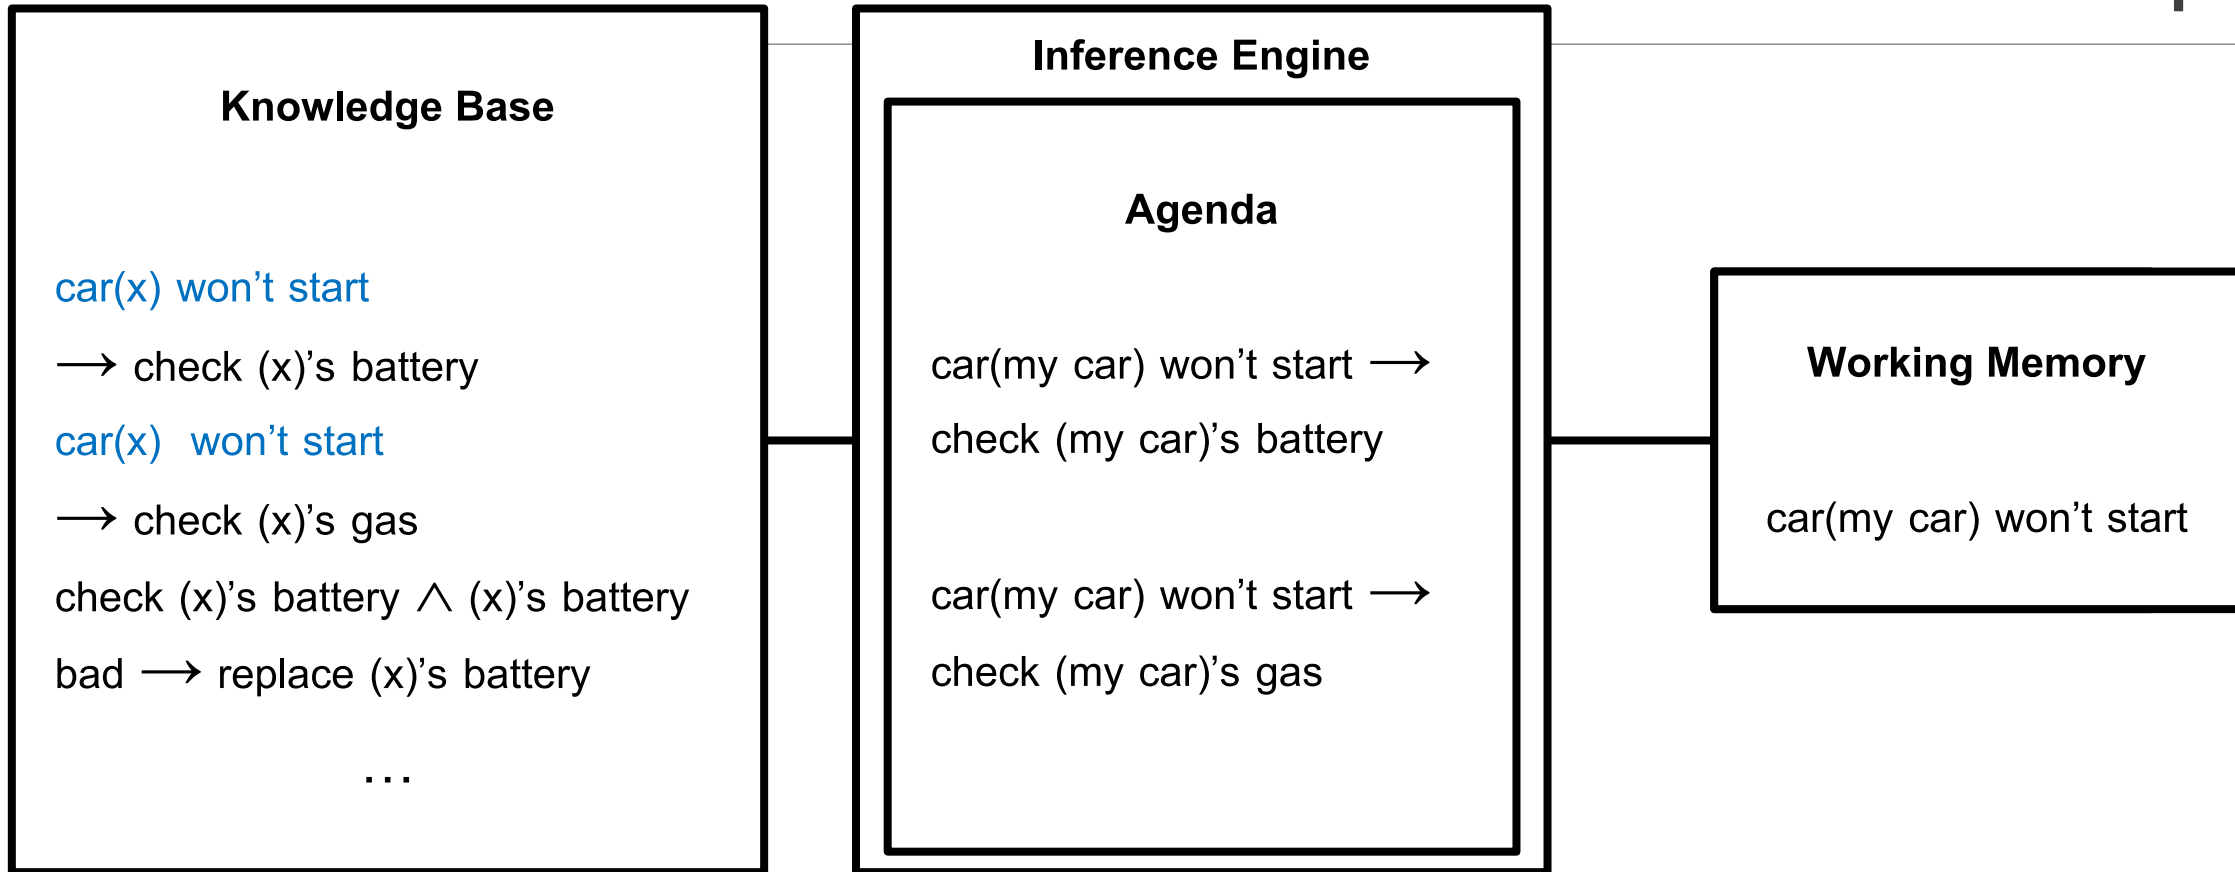 Knowledge Base
car(x) won’t start
⟶ check (x)’s battery
car(x)  won’t start
⟶ check (x)’s gas
check (x)’s battery ∧ (x)’s battery
bad ⟶ replace (x)’s battery
…
Inference Engine
Agenda
car(my car) won’t start ⟶
check (my car)’s battery
car(my car) won’t start ⟶
check (my car)’s gas
Working Memory
car(my car) won’t start